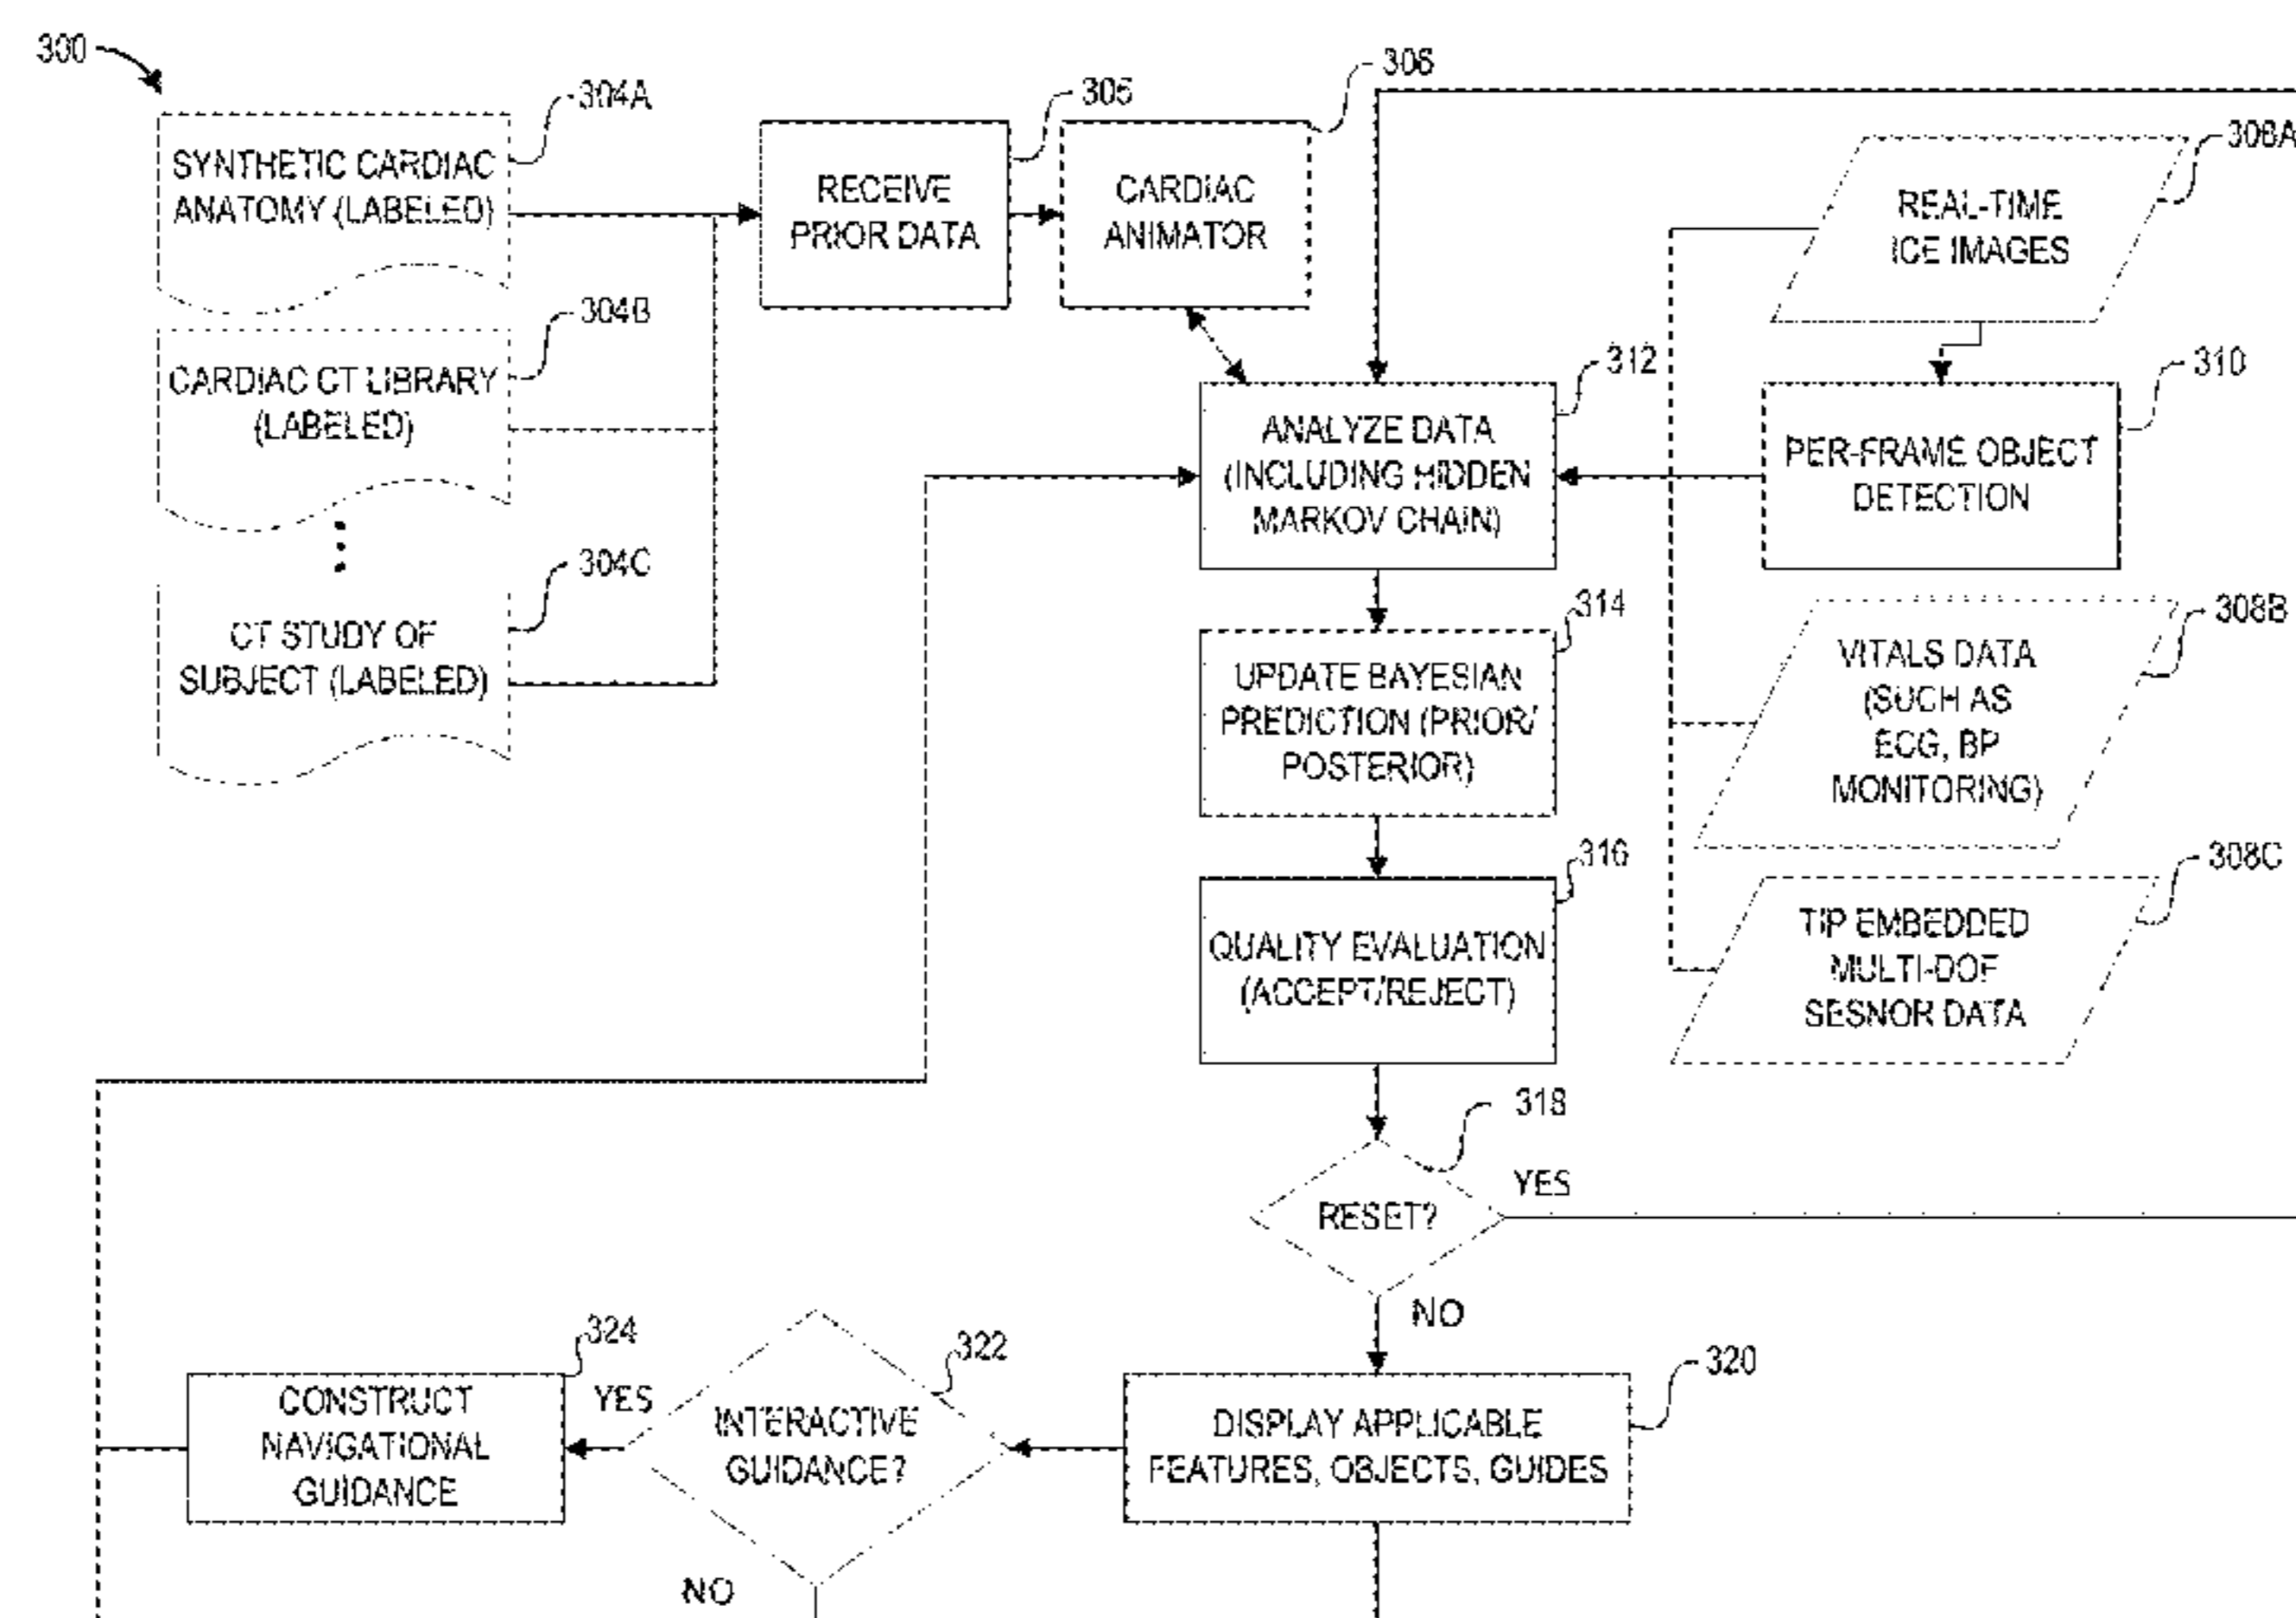 300
304A
SYNTHETIC CARDIAC
ANATOMY (LABELED)
304B
CARDIAC CT LIBRARY
(LABELED)
304C
CT STUDY OF
SUBJECT (LABELED)
305
RECEIVE
PRIOR DATA
306
CARDIAC
ANIMATOR
308A
REAL-TIME
ICE IMAGES
310
PER-FRAME OBJECT
DETECTION
312
ANALYZE DATA
(INCLUDING HIDDEN
MARKOV CHAIN)
308B
VITALS DATA
(SUCH AS
ECG, BP
MONITORING)
314
UPDATE BAYESIAN
PREDICTION (PRIOR/
POSTERIOR)
308C
TIP EMBEDDED
MULTI-DOF
SESNOR DATA
316
QUALITY EVALUATION
(ACCEPT/REJECT)
318
RESET?
YES
NO
320
DISPLAY APPLICABLE
FEATURES, OBJECTS, GUIDES
322
INTERACTIVE
GUIDANCE?
YES
NO
324
CONSTRUCT
NAVIGATIONAL
GUIDANCE